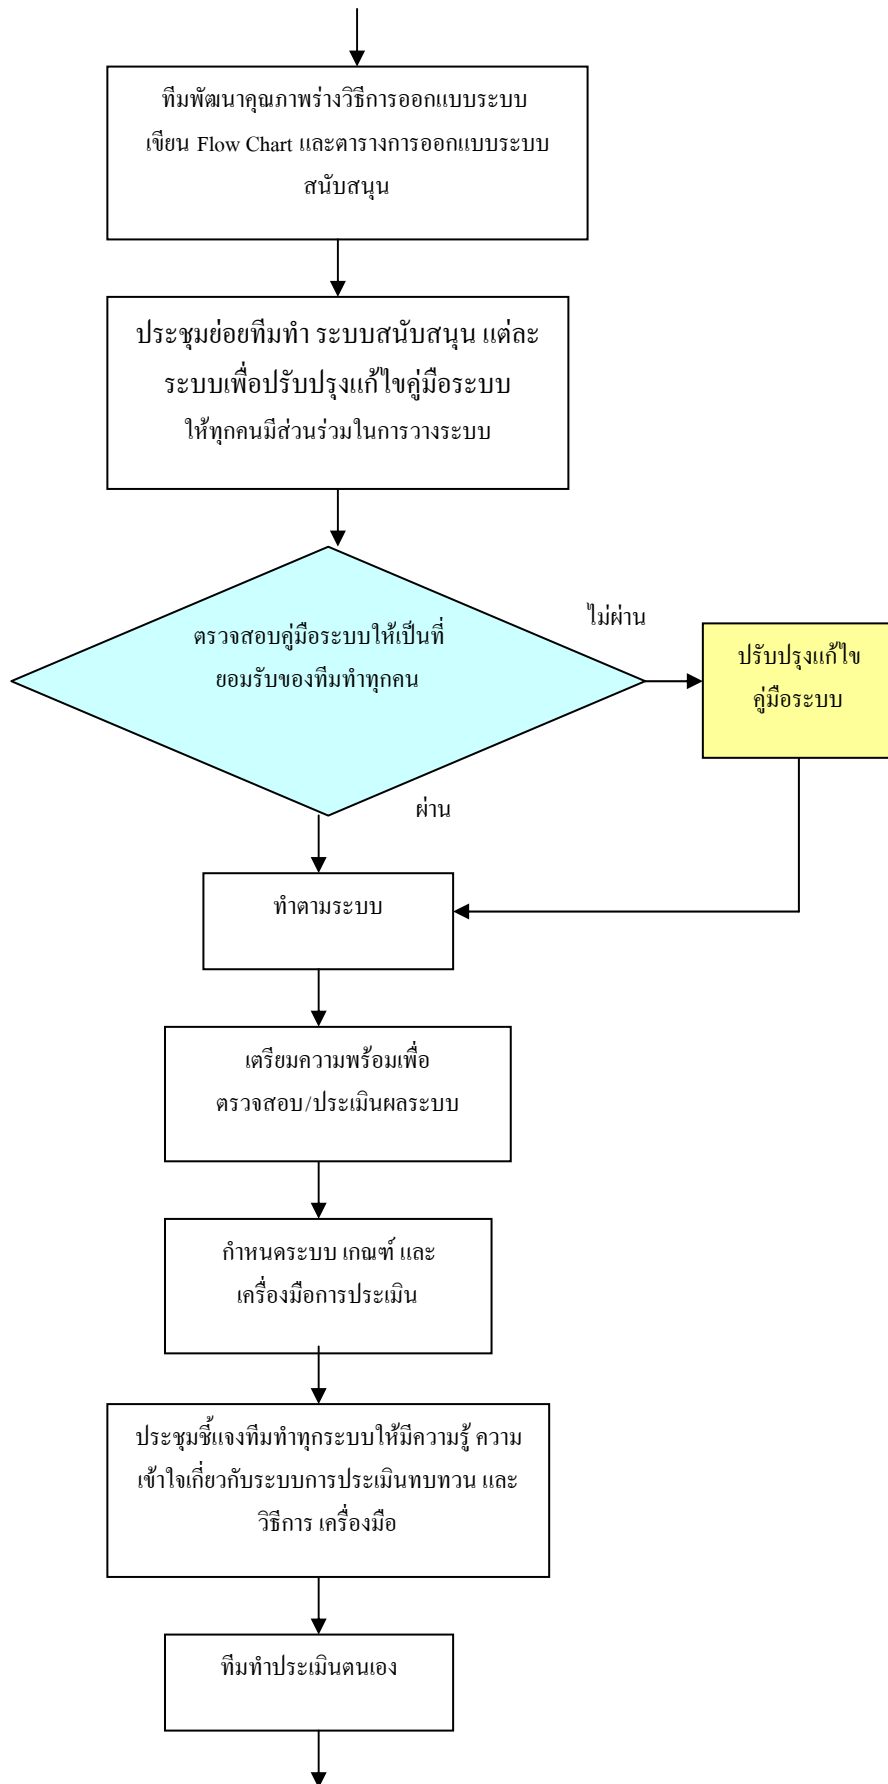 ทีมพัฒนาคุณภาพร่างวิธีการออกแบบระบบ
เขียน Flow Chart และตารางการออกแบบระบบ
สนับสนุน
ประชุมย่อยทีมทำ ระบบสนับสนุน แต่ละ
ระบบเพื่อปรับปรุงแก้ไขคู่มือระบบ
ให้ทุกคนมีส่วนร่วมในการวางระบบ
ตรวจสอบคู่มือระบบให้เป็นที่
ยอมรับของทีมทำทุกคน
ไม่ผ่าน
ปรับปรุงแก้ไข
คู่มือระบบ
ผ่าน
ทำตามระบบ
เตรียมความพร้อมเพื่อ
ตรวจสอบ/ประเมินผลระบบ
กำหนดระบบ เกณฑ์ และ
เครื่องมือการประเมิน
ประชุมชี้แจงทีมทำทุกระบบให้มีความรู้ ความ
เข้าใจเกี่ยวกับระบบการประเมินทบทวน และ
วิธีการ เครื่องมือ
ทีมทำประเมินตนเอง